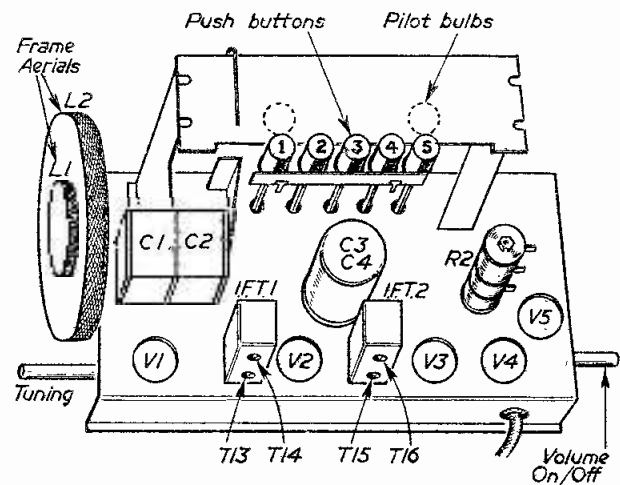 Push buttons
Pilot bulbs
Frame
Aerials
L2
L1
1 2 3 4 5
C1, C2
C3
C4
R2
I.F.T.1
I.F.T.2
V1
V2
V3
V4
V5
Tuning
T13
T14
T15
T16
Volume
On/Off